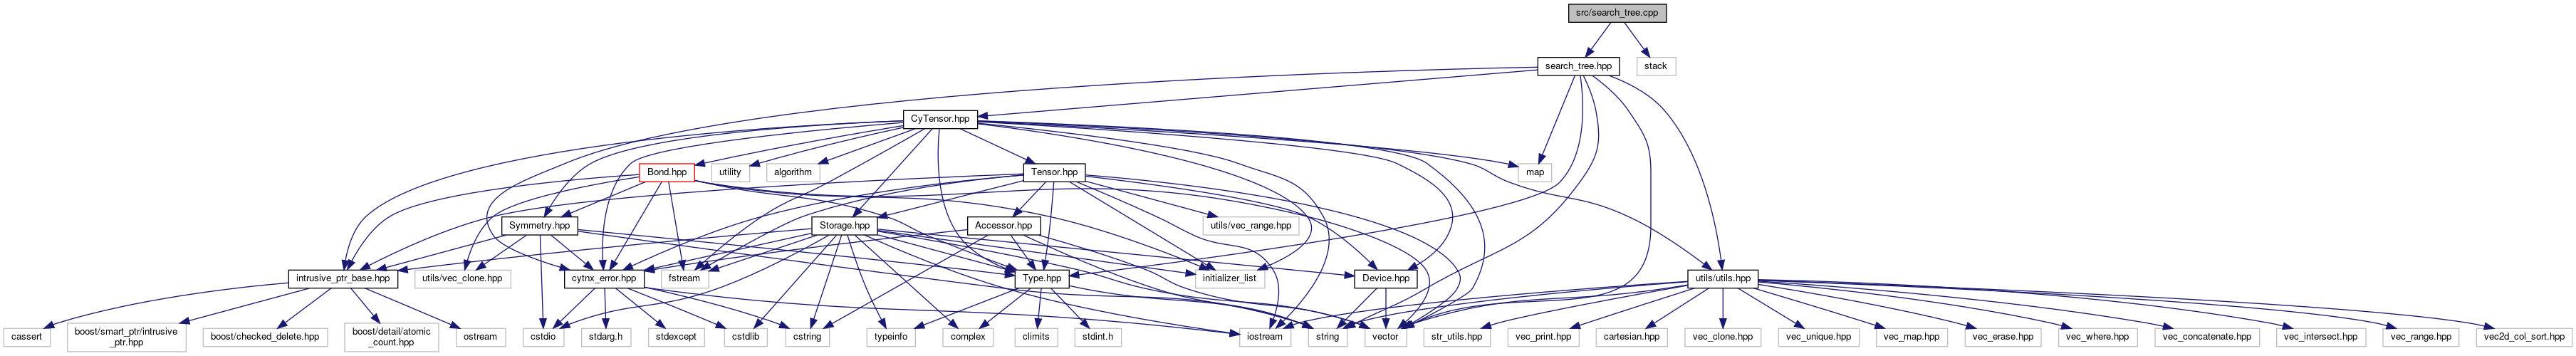 src/search_tree.cpp
search_tree.hpp
stack
CyTensor.hpp
Bond.hpp
utility
algorithm
Tensor.hpp
map
Symmetry.hpp
Storage.hpp
Accessor.hpp
utils/vec_range.hpp
intrusive_ptr_base.hpp
utils/vec_clone.hpp
cytnx_error.hpp
fstream
Type.hpp
initializer_list
Device.hpp
utils/utils.hpp
cassert
boost/smart_ptr/intrusive
_ptr.hpp
boost/checked_delete.hpp
boost/detail/atomic
_count.hpp
ostream
cstdio
stdarg.h
stdexcept
cstdlib
cstring
typeinfo
complex
climits
stdint.h
iostream
string
vector
str_utils.hpp
vec_print.hpp
cartesian.hpp
vec_clone.hpp
vec_unique.hpp
vec_map.hpp
vec_erase.hpp
vec_where.hpp
vec_concatenate.hpp
vec_intersect.hpp
vec_range.hpp
vec2d_col_sort.hpp